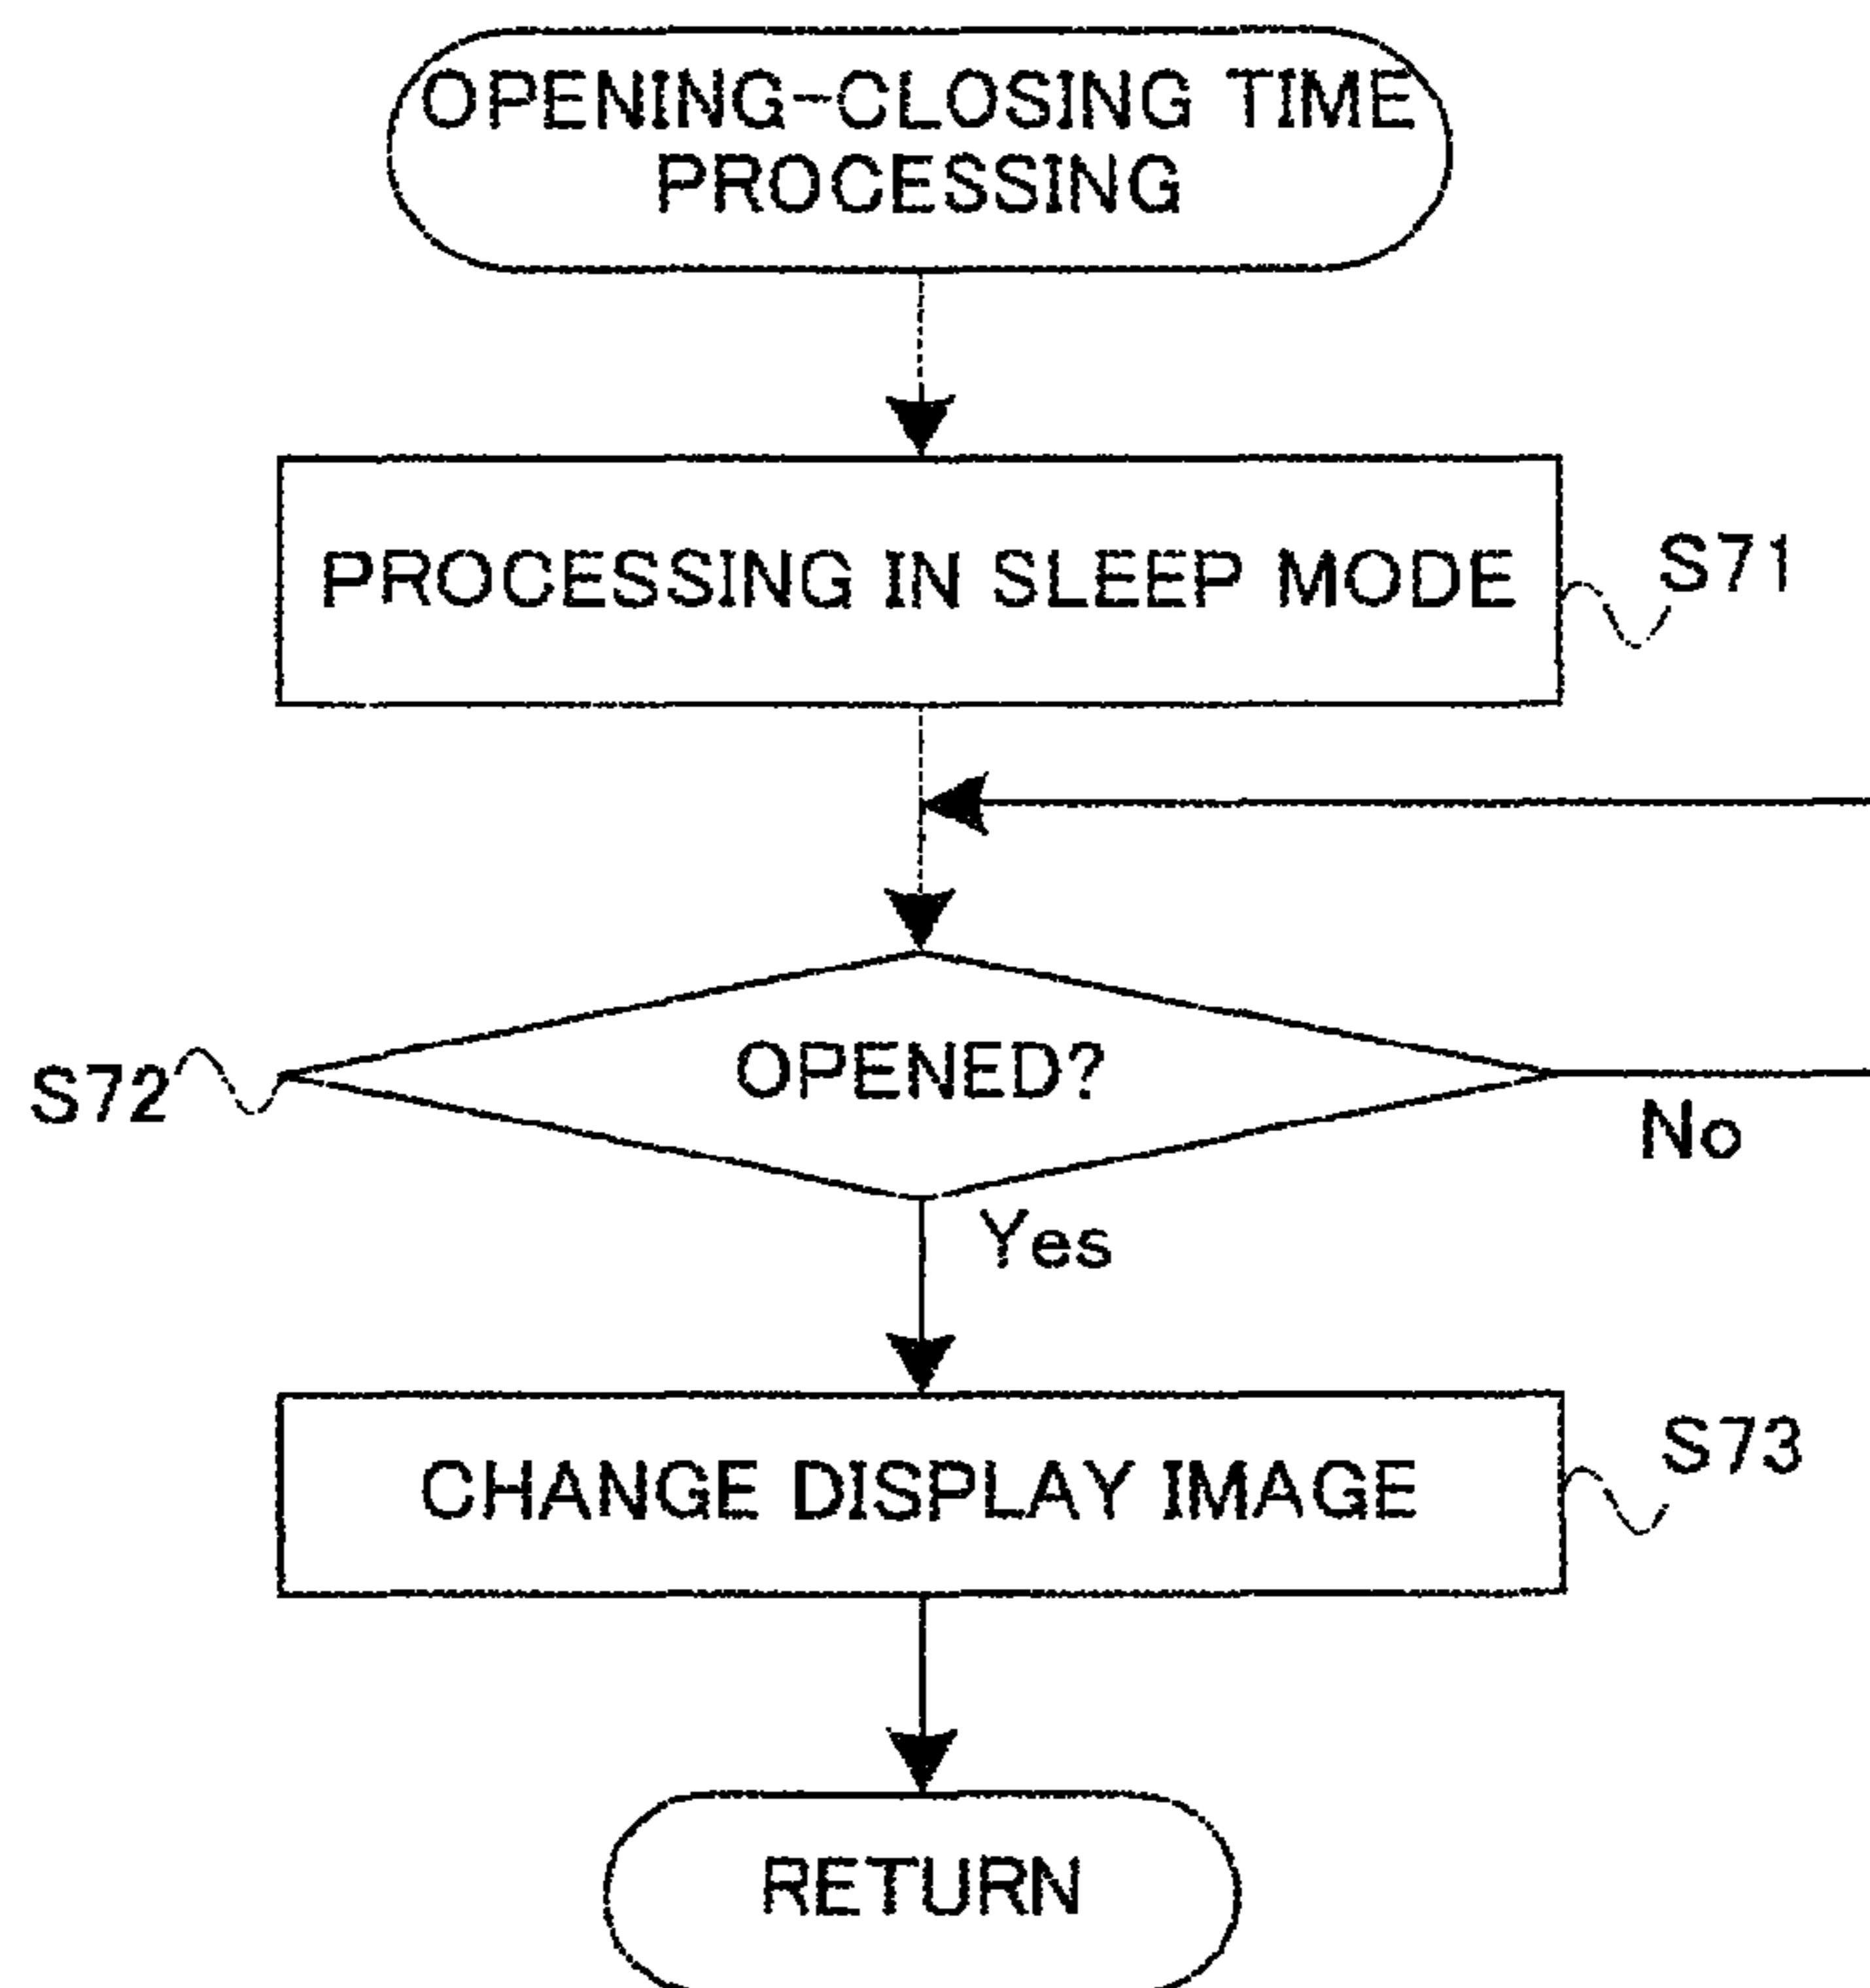 OPENING-CLOSING TIME
PROCESSING
PROCESSING IN SLEEP MODE
S71
OPENED?
S72
No
Yes
CHANGE DISPLAY IMAGE
S73
RETURN